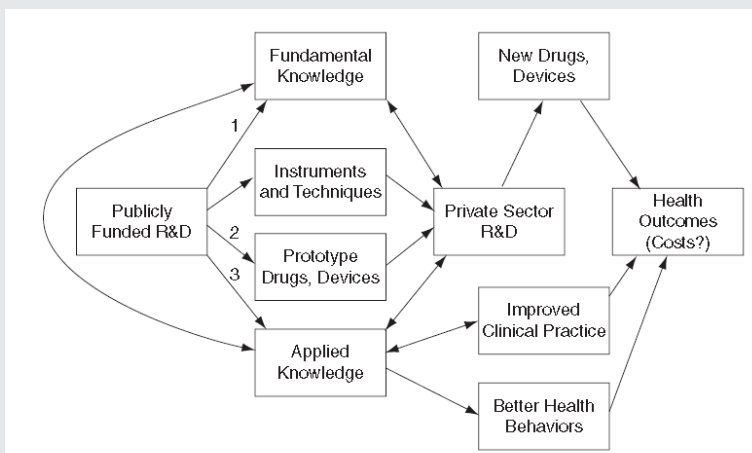 Fundamental
Knowledge
New Drugs,
Devices
1
Instruments
and Techniques
Publicly
Funded R&D
Private Sector
R&D
Health
Outcomes
(Costs?)
2
Prototype
Drugs, Devices
3
Improved
Clinical Practice
Applied
Knowledge
Better Health
Behaviors